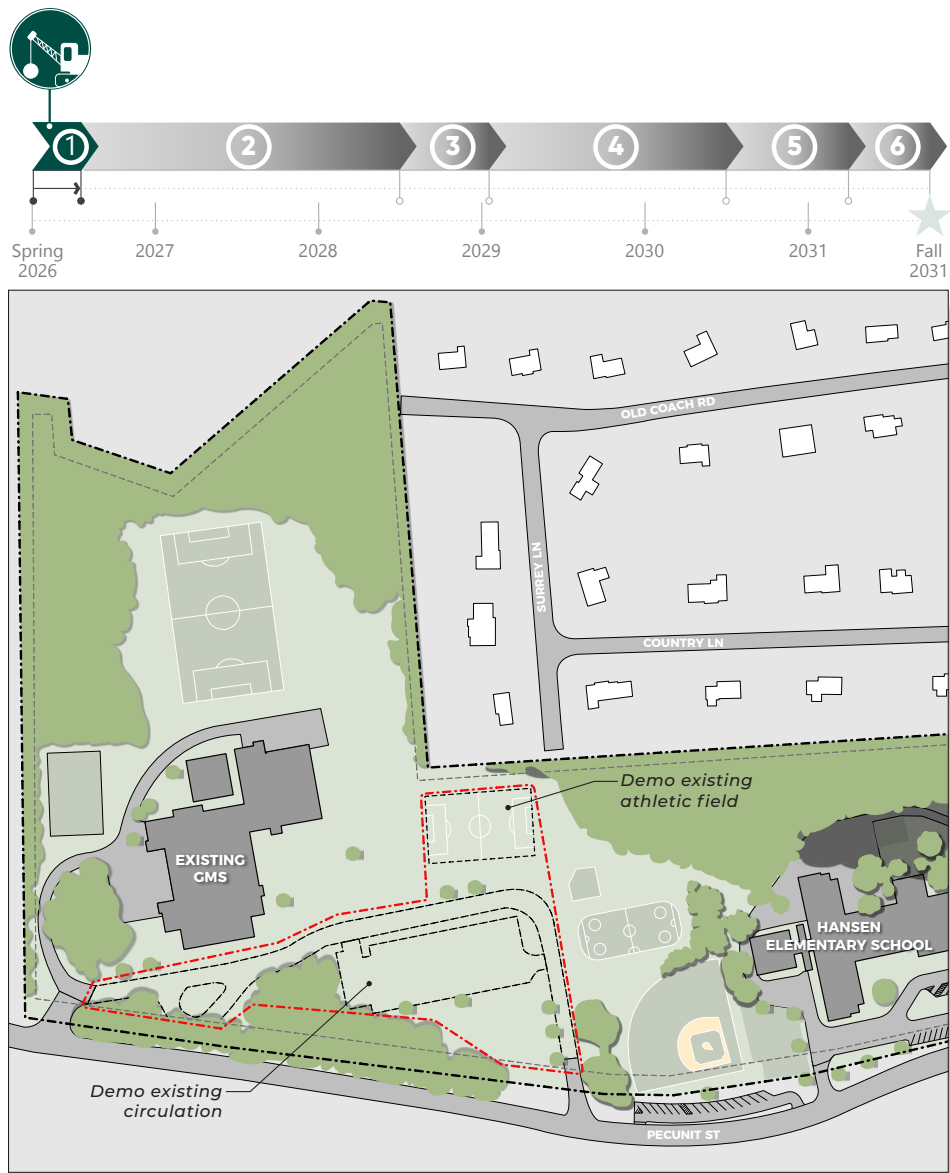 1
2
3
4
5
6
Spring
2026
2027
2028
2029
2030
2031
Fall
2031
OLD COACH RD
SURREY LN
COUNTRY LN
Demo existing
athletic field
EXISTING
GMS
HANSEN
ELEMENTARY SCHOOL
Demo existing
circulation
PECUNIT ST